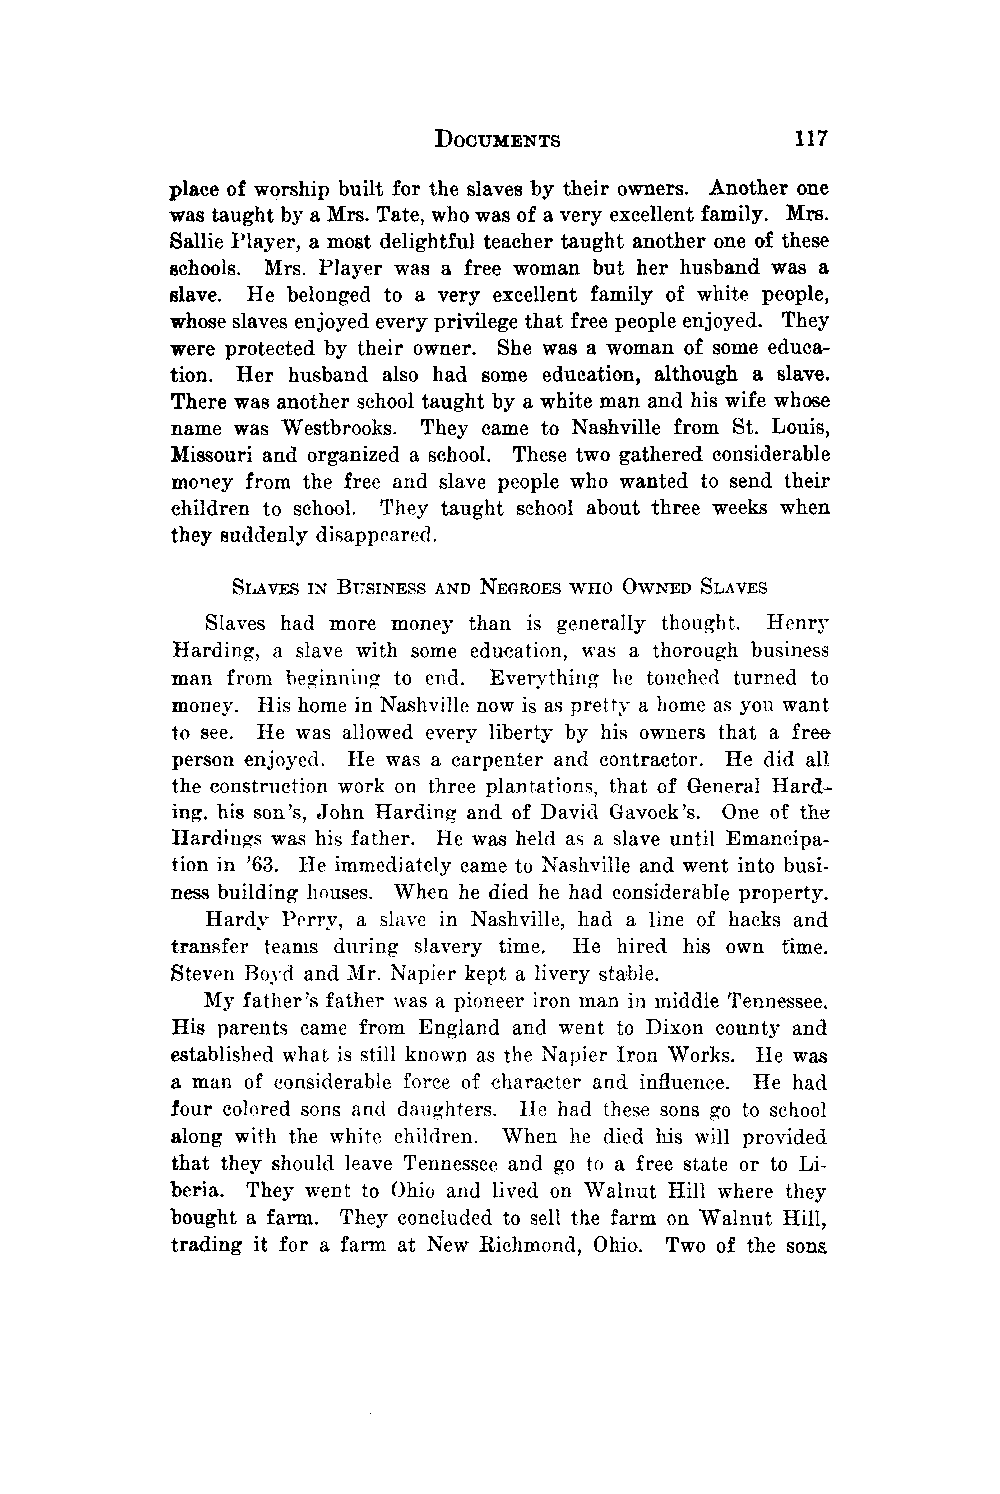 DOCUMENTS 117
place of worship built for the slaves by their owners. Another one
was taught by a Mrs. Tate, who was of a very excellent family. Mrs.
Sallie Player, a most delightful teacher taught another one of these
schools. Mrs. Player was a free woman but her husband was a
slave. He belonged to a very excellent family of white people,
whose slaves enjoyed every privilege that free people enjoyed. They
were protected by their owner. She was a woman of some educa-
tion. Her husband also had some education, although a slave.
There was another school taught by a white man and his wife whose
name was Westbrooks. They came to Nashville from St. Louis,
Missouri and organized a school. These two gathered considerable
money from the free and slave people who wanted to send their
children to school. They taught school about three weeks when
they suddenly disappeared.
SLAVES IN BUSINESS AND NEGROES WHO OWNED SLAVES
Slaves had more money than is generally thought. Henry
Harding, a slave with some education, was a thorough business
man from beginning to end. Everything he touched turned to
money. His home in Nashville now is as pretty a home as you want
to see. He was allowed every liberty by his owners that a free
person enjoyed. He was a carpenter and contractor. He did all
the construction work on three plantations, that of General Hard-
ing, his son's, John Harding and of David Gavock's. One of the
Hardings was his father. He was held as a slave until Emancipa-
tion in '63. He immediately came to Nashville and went into busi-
ness building houses. When he died he had considerable property.
Hardy Perry, a slave in Nashville, had a line of hacks and
transfer teams during slavery time. He hired his own time.
Steven Boyd and Mr. Napier kept a livery stable.
My father's father was a pioneer iron man in middle Tennessee.
His parents came from England and went to Dixon county and
established what is still known as the Napier Iron Works. He was
a man of considerable force of character and influence. He had
four colored sons and daughters. He had these sons go to school
along with the white children. When he died his will provided
that they should leave Tennessee and go to a free state or to Li-
beria. They went to Ohio and lived on Walnut Hill where they
bought a farm. They concluded to sell the farm on Walnut Hill,
trading it for a farm at New Richmond, Ohio. Two of the sons